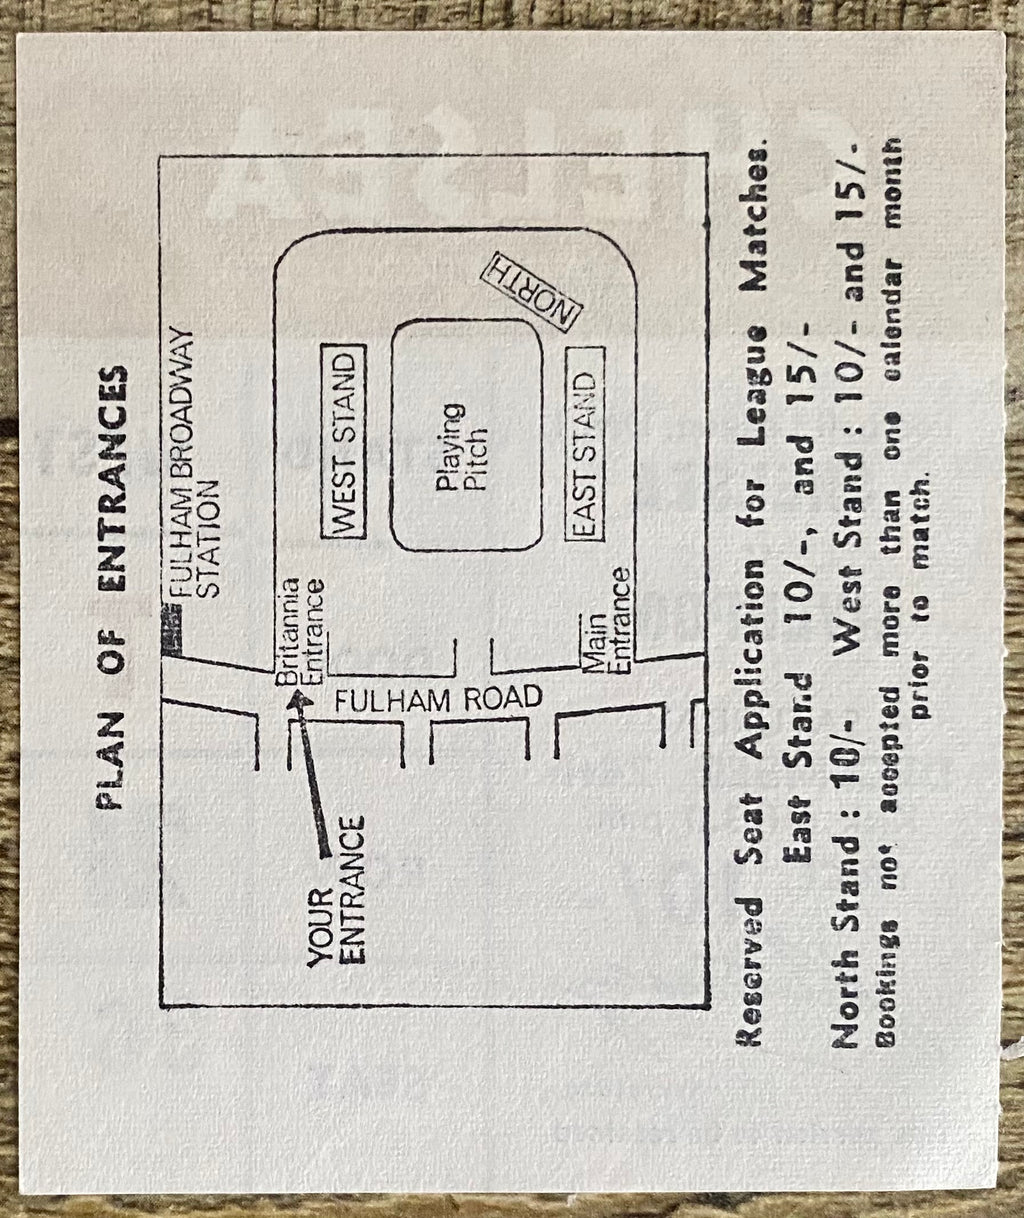 PLAN OF ENTRANCES
FULHAM BROADWAY
STATION
WEST STAND
NORTH
Playing
Pitch
EAST STAND
Britannia
Entrance
Main
Entrance
FULHAM ROAD
YOUR
ENTRANCE
Reserved Seat Application for League Matches.
East Stand 10/-, and 15/-
North Stand : 10/- West Stand : 10/- and 15/-
Bookings not accepted more than one calendar month
prior to match.
CHELSEA